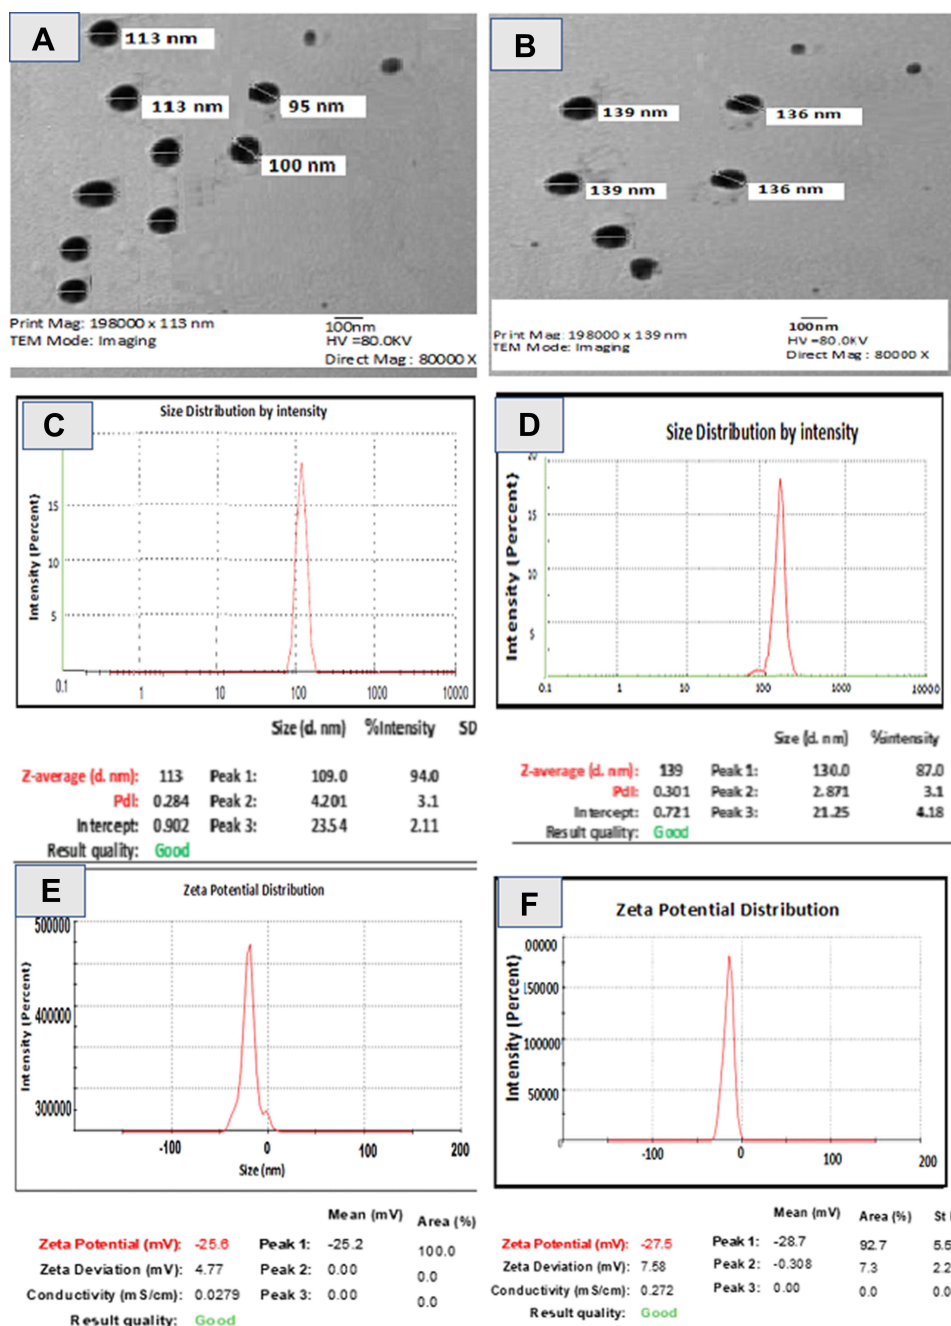 A
113 nm
113 nm
95 nm
100 nm
Print Mag: 198000 x 113 nm
TEM Mode: Imaging
100nm
HV =80.0KV
Direct Mag : 80000 X
B
139 nm
136 nm
139 nm
136 nm
Print Mag: 198000 x 139 nm
TEM Mode: Imaging
100nm
HV =80.0KV
Direct Mag : 80000 X
C
Size Distribution by intensity
Intensity (Percent)
15
10
5
0.1 1 10 100 1000 10000
Size (d. nm) %Intensity SD
Z-average (d. nm): 113 Peak 1: 109.0 94.0
PdI: 0.284 Peak 2: 4.201 3.1
Intercept: 0.902 Peak 3: 23.54 2.11
Result quality: Good
D
Size Distribution by intensity
Intensity (Percent)
5
0.1 1 10 100 1000 10000
Size (d. nm) %intensity
Z-average (d. nm): 139 Peak 1: 130.0 87.0
PdI: 0.301 Peak 2: 2.871 3.1
Intercept: 0.721 Peak 3: 21.25 4.18
Result quality: Good
E
Zeta Potential Distribution
Intensity (Percent)
500000
400000
300000
-100 0 100 200
Size (nm)
Mean (mV) Area (%)
Zeta Potential (mV): -25.6 Peak 1: -25.2 100.0
Zeta Deviation (mV): 4.77 Peak 2: 0.00 0.0
Conductivity (mS/cm): 0.0279 Peak 3: 0.00 0.0
Result quality: Good
F
Zeta Potential Distribution
Intensity (Percent)
00000
150000
100000
50000
0
-100 0 100 200
Mean (mV) Area (%) St
Zeta Potential (mV): -27.5 Peak 1: -28.7 92.7 5.5
Zeta Deviation (mV): 7.58 Peak 2: -0.308 7.3 2.2
Conductivity (mS/cm): 0.272 Peak 3: 0.00 0.0 0.0
Result quality: Good